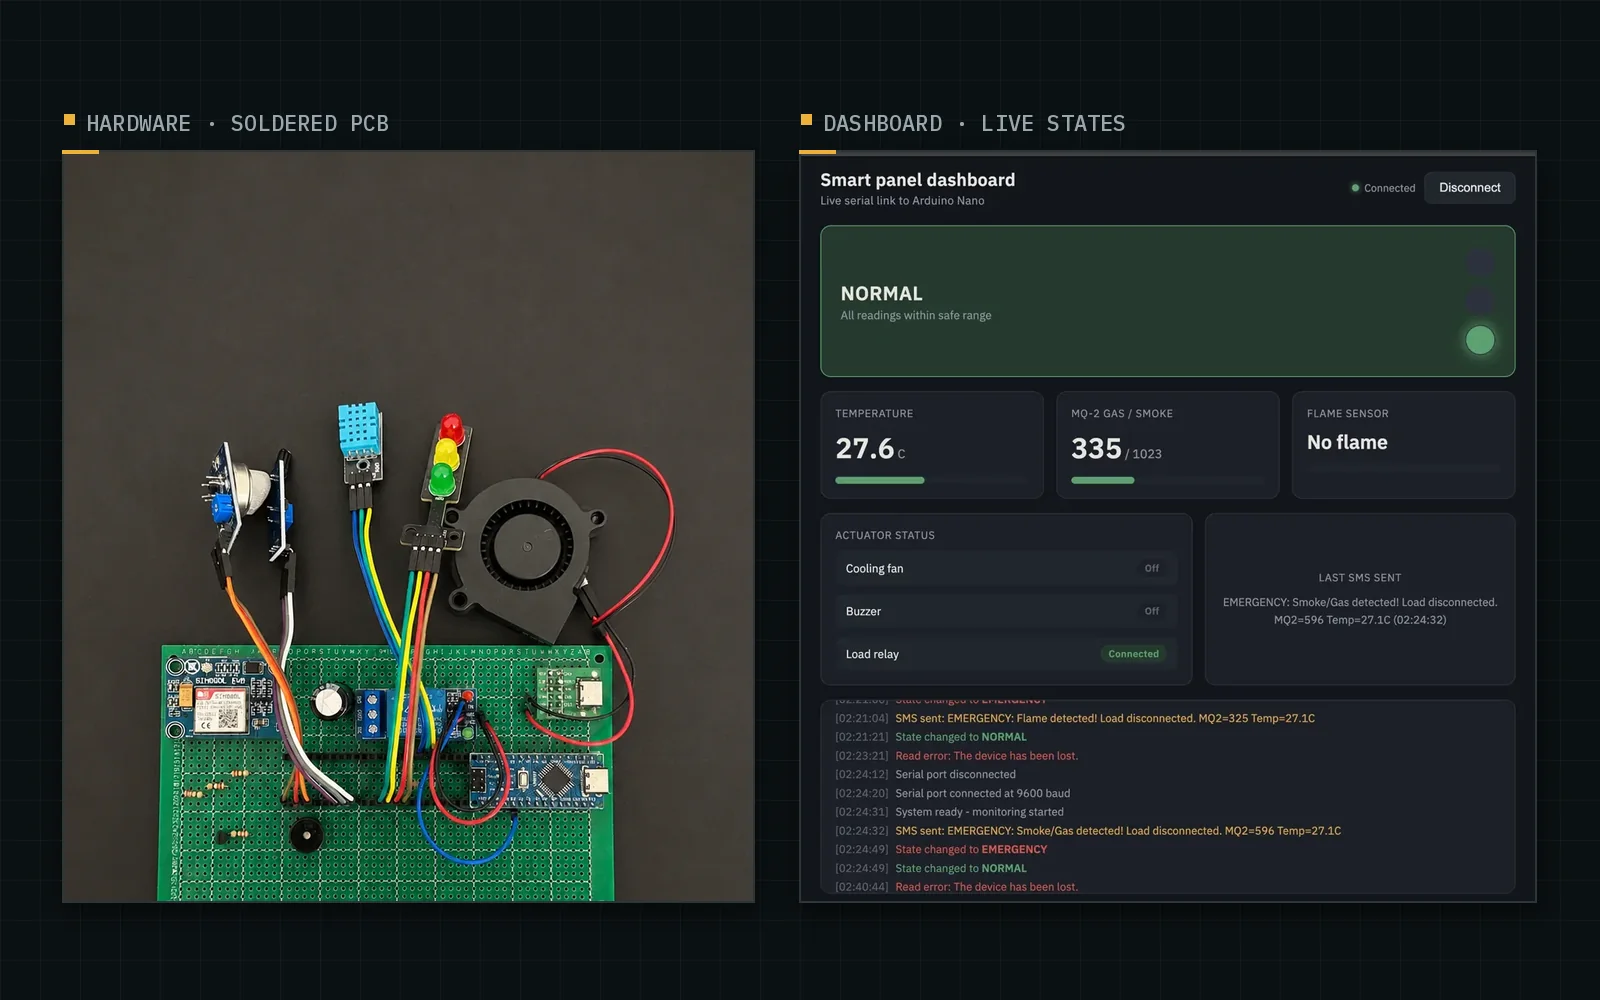 HARDWARE · SOLDERED PCB
DASHBOARD · LIVE STATES
Smart panel dashboard
Live serial link to Arduino Nano
Connected
Disconnect
NORMAL
All readings within safe range
TEMPERATURE
27.6 C
MQ-2 GAS / SMOKE
335 / 1023
FLAME SENSOR
No flame
ACTUATOR STATUS
Cooling fan
Off
Buzzer
Off
Load relay
Connected
LAST SMS SENT
EMERGENCY: Smoke/Gas detected! Load disconnected.
MQ2=596 Temp=27.1C (02:24:32)
State changed to EMERGENCY
[02:21:04] SMS sent: EMERGENCY: Flame detected! Load disconnected. MQ2=325 Temp=27.1C
[02:21:21] State changed to NORMAL
[02:23:21] Read error: The device has been lost.
[02:24:12] Serial port disconnected
[02:24:20] Serial port connected at 9600 baud
[02:24:31] System ready - monitoring started
[02:24:32] SMS sent: EMERGENCY: Smoke/Gas detected! Load disconnected. MQ2=596 Temp=27.1C
[02:24:49] State changed to EMERGENCY
[02:24:49] State changed to NORMAL
[02:40:44] Read error: The device has been lost.
SIM800L